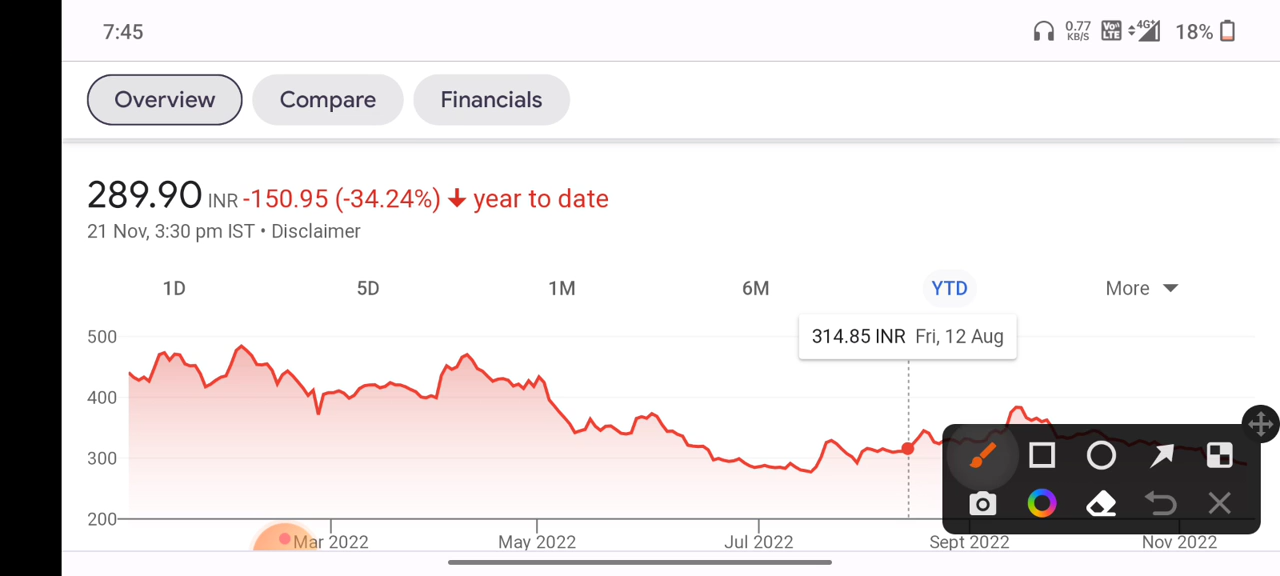 7:45 0.77 KB/S Vo LTE 4G+ 18%
Overview Compare Financials
289.90 INR -150.95 (-34.24%) ↓ year to date
21 Nov, 3:30 pm IST • Disclaimer
1D 5D 1M 6M YTD More
314.85 INR Fri, 12 Aug
500
400
300
200
Mar 2022 May 2022 Jul 2022 Sept 2022 Nov 2022